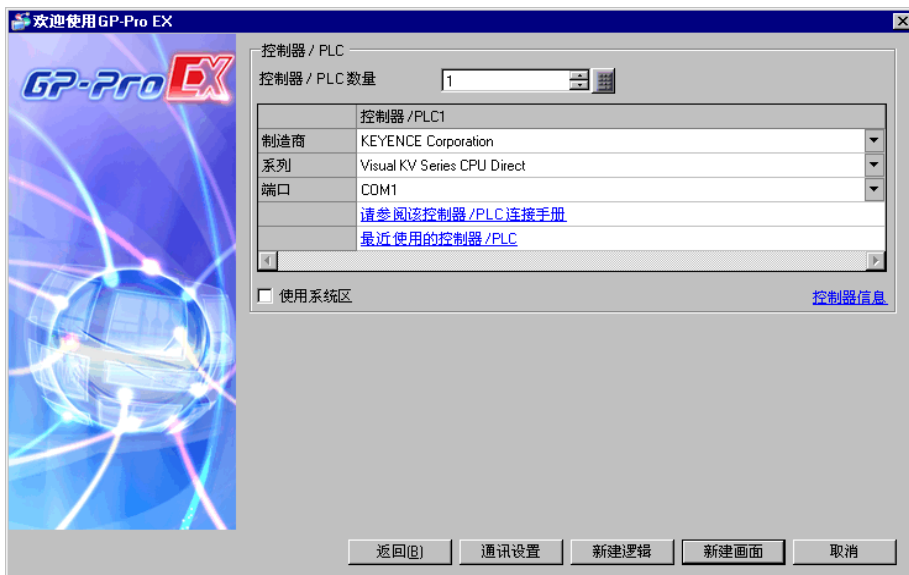 欢迎使用GP-Pro EX
GP-Pro EX
控制器 / PLC
控制器 / PLC数量 1
控制器 /PLC1
制造商 KEYENCE Corporation
系列 Visual KV Series CPU Direct
端口 COM1
请参阅该控制器 /PLC连接手册
最近使用的控制器 /PLC
使用系统区 控制器信息
返回(B) 通讯设置 新建逻辑 新建画面 取消